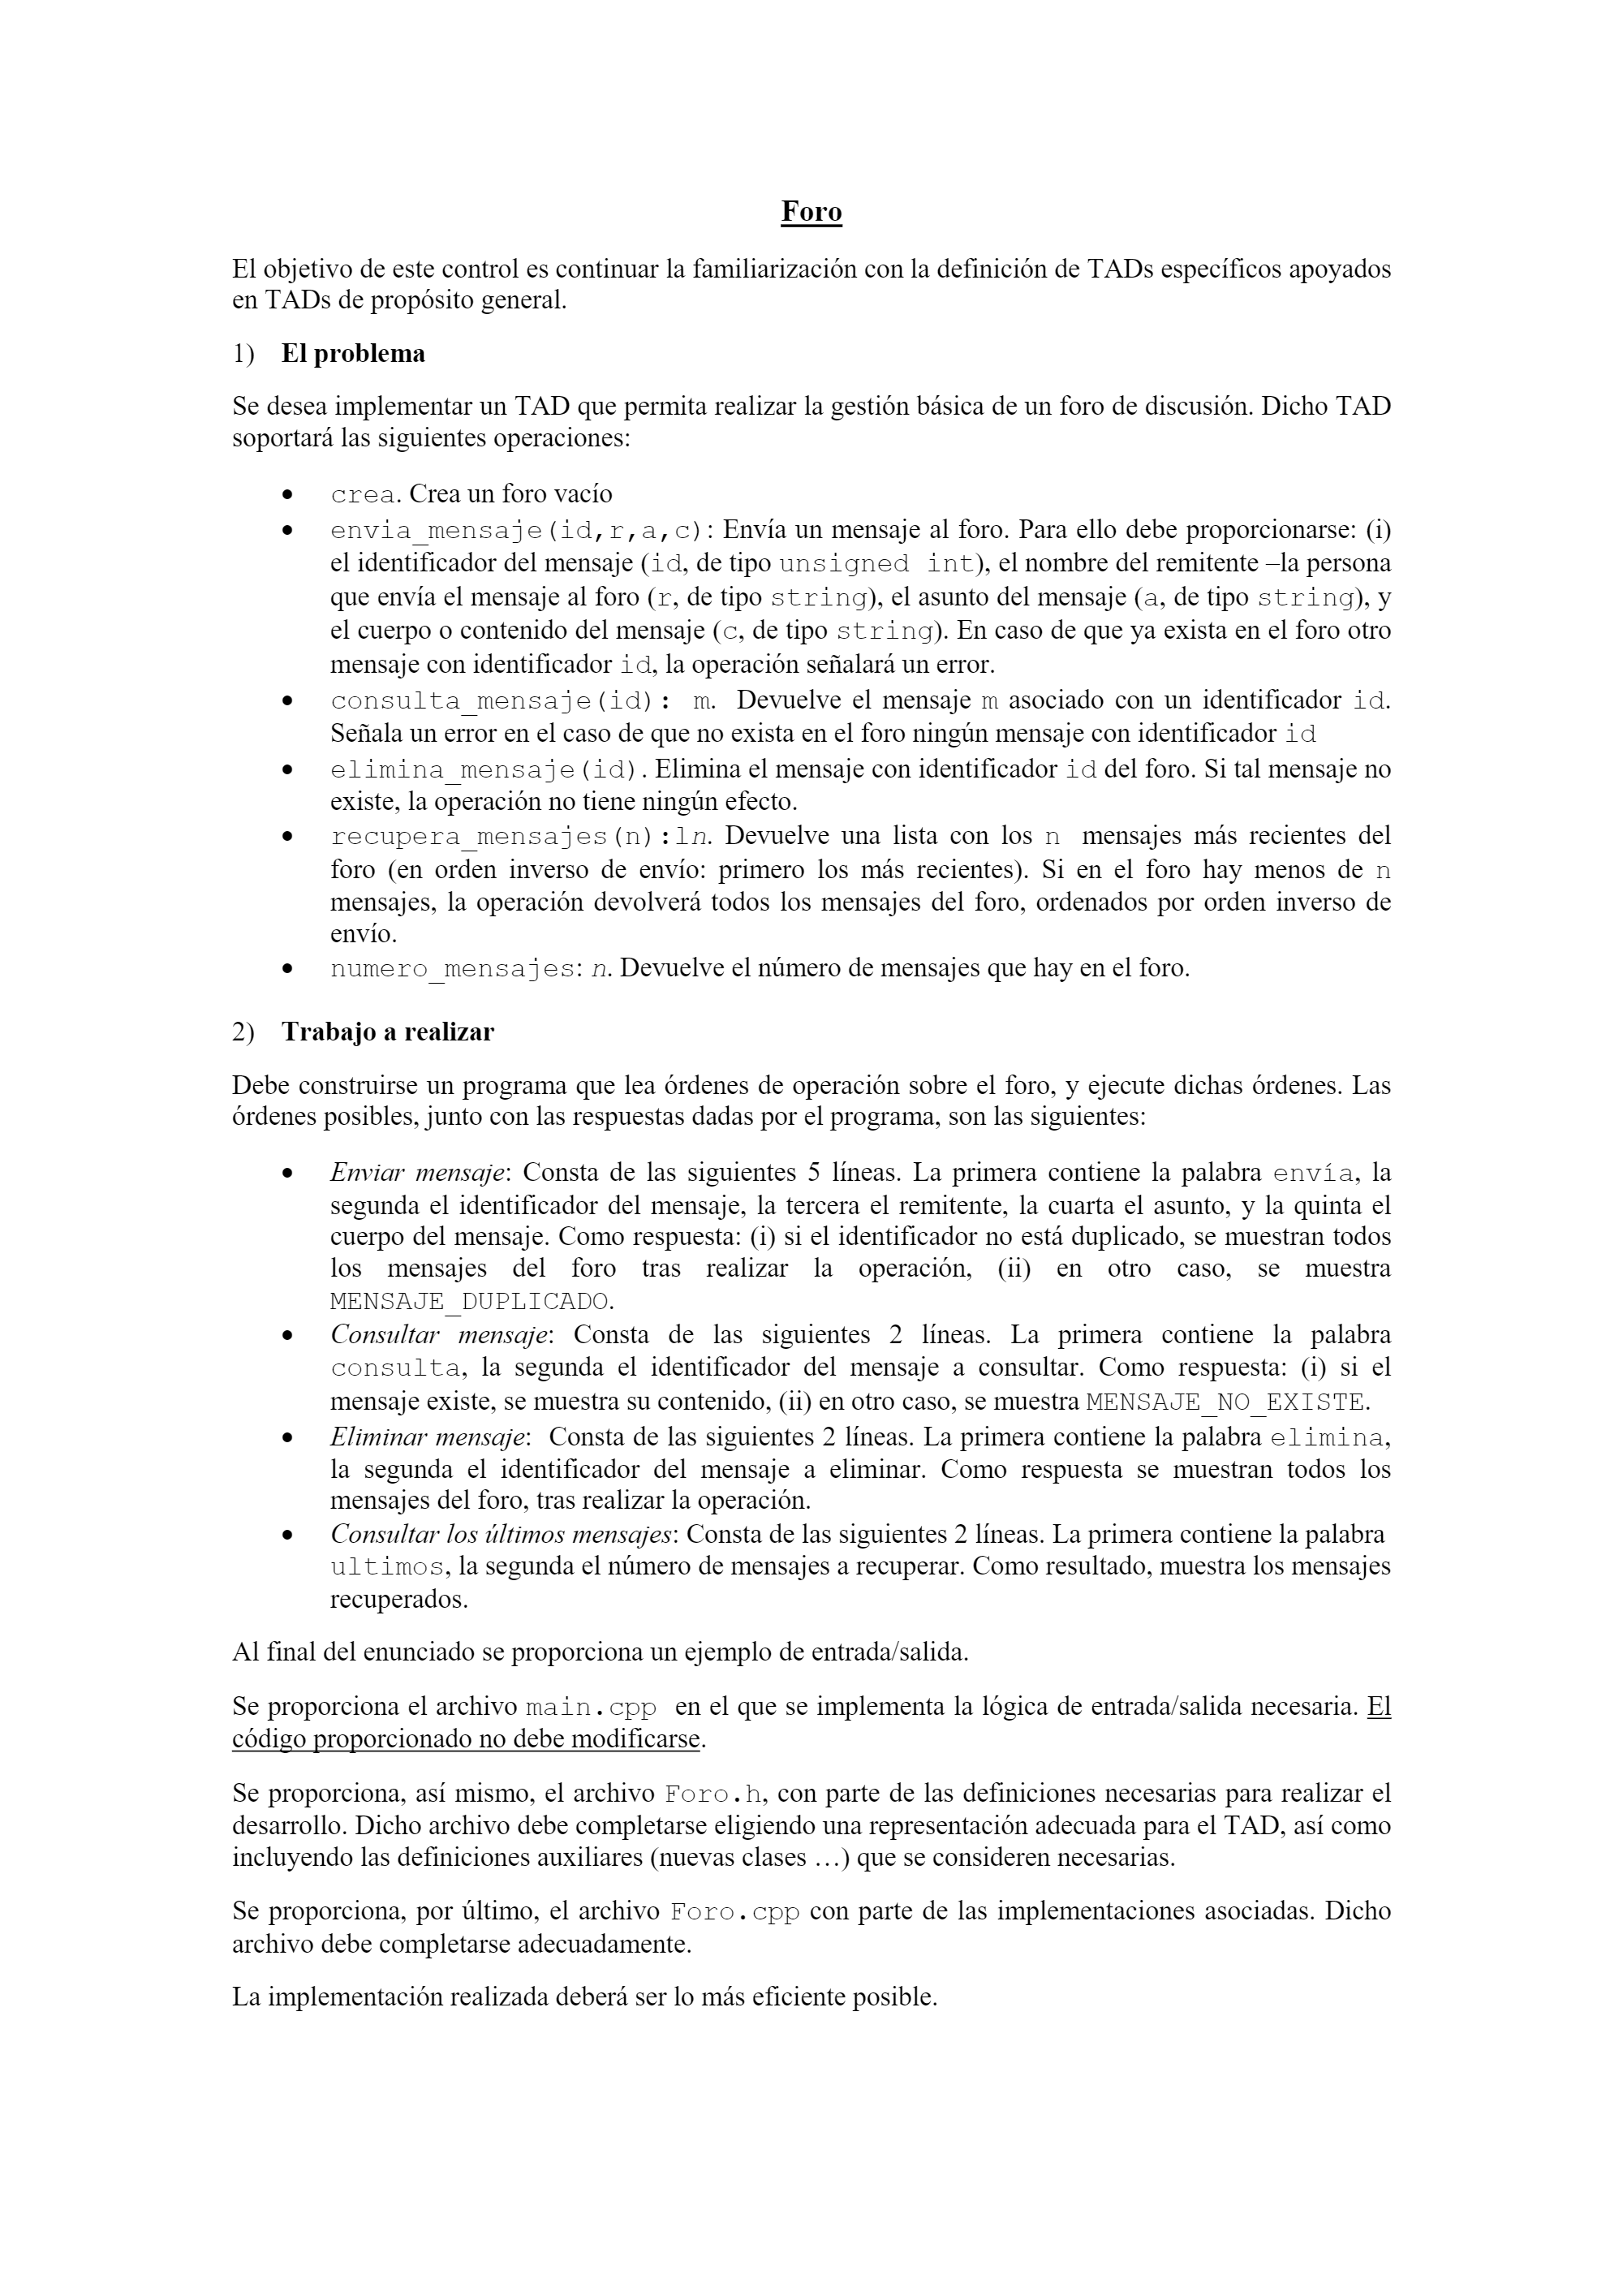 Foro
El objetivo de este control es continuar la familiarización con la definición de TADs específicos apoyados
en TADs de propósito general.
1) El problema
Se desea implementar un TAD que permita realizar la gestión básica de un foro de discusión. Dicho TAD
soportará las siguientes operaciones:
• crea. Crea un foro vacío
• envia_mensaje(id,r,a,c): Envía un mensaje al foro. Para ello debe proporcionarse: (i)
el identificador del mensaje (id, de tipo unsigned int), el nombre del remitente –la persona
que envía el mensaje al foro (r, de tipo string), el asunto del mensaje (a, de tipo string), y
el cuerpo o contenido del mensaje (c, de tipo string). En caso de que ya exista en el foro otro
mensaje con identificador id, la operación señalará un error.
• consulta_mensaje(id): m. Devuelve el mensaje m asociado con un identificador id.
Señala un error en el caso de que no exista en el foro ningún mensaje con identificador id
• elimina_mensaje(id). Elimina el mensaje con identificador id del foro. Si tal mensaje no
existe, la operación no tiene ningún efecto.
• recupera_mensajes(n):ln. Devuelve una lista con los n mensajes más recientes del
foro (en orden inverso de envío: primero los más recientes). Si en el foro hay menos de n
mensajes, la operación devolverá todos los mensajes del foro, ordenados por orden inverso de
envío.
• numero_mensajes: n. Devuelve el número de mensajes que hay en el foro.
2) Trabajo a realizar
Debe construirse un programa que lea órdenes de operación sobre el foro, y ejecute dichas órdenes. Las
órdenes posibles, junto con las respuestas dadas por el programa, son las siguientes:
• Enviar mensaje: Consta de las siguientes 5 líneas. La primera contiene la palabra envía, la
segunda el identificador del mensaje, la tercera el remitente, la cuarta el asunto, y la quinta el
cuerpo del mensaje. Como respuesta: (i) si el identificador no está duplicado, se muestran todos
los mensajes del foro tras realizar la operación, (ii) en otro caso, se muestra
MENSAJE_DUPLICADO.
• Consultar mensaje: Consta de las siguientes 2 líneas. La primera contiene la palabra
consulta, la segunda el identificador del mensaje a consultar. Como respuesta: (i) si el
mensaje existe, se muestra su contenido, (ii) en otro caso, se muestra MENSAJE_NO_EXISTE.
• Eliminar mensaje: Consta de las siguientes 2 líneas. La primera contiene la palabra elimina,
la segunda el identificador del mensaje a eliminar. Como respuesta se muestran todos los
mensajes del foro, tras realizar la operación.
• Consultar los últimos mensajes: Consta de las siguientes 2 líneas. La primera contiene la palabra
ultimos, la segunda el número de mensajes a recuperar. Como resultado, muestra los mensajes
recuperados.
Al final del enunciado se proporciona un ejemplo de entrada/salida.
Se proporciona el archivo main.cpp en el que se implementa la lógica de entrada/salida necesaria. El
código proporcionado no debe modificarse.
Se proporciona, así mismo, el archivo Foro.h, con parte de las definiciones necesarias para realizar el
desarrollo. Dicho archivo debe completarse eligiendo una representación adecuada para el TAD, así como
incluyendo las definiciones auxiliares (nuevas clases …) que se consideren necesarias.
Se proporciona, por último, el archivo Foro.cpp con parte de las implementaciones asociadas. Dicho
archivo debe completarse adecuadamente.
La implementación realizada deberá ser lo más eficiente posible.